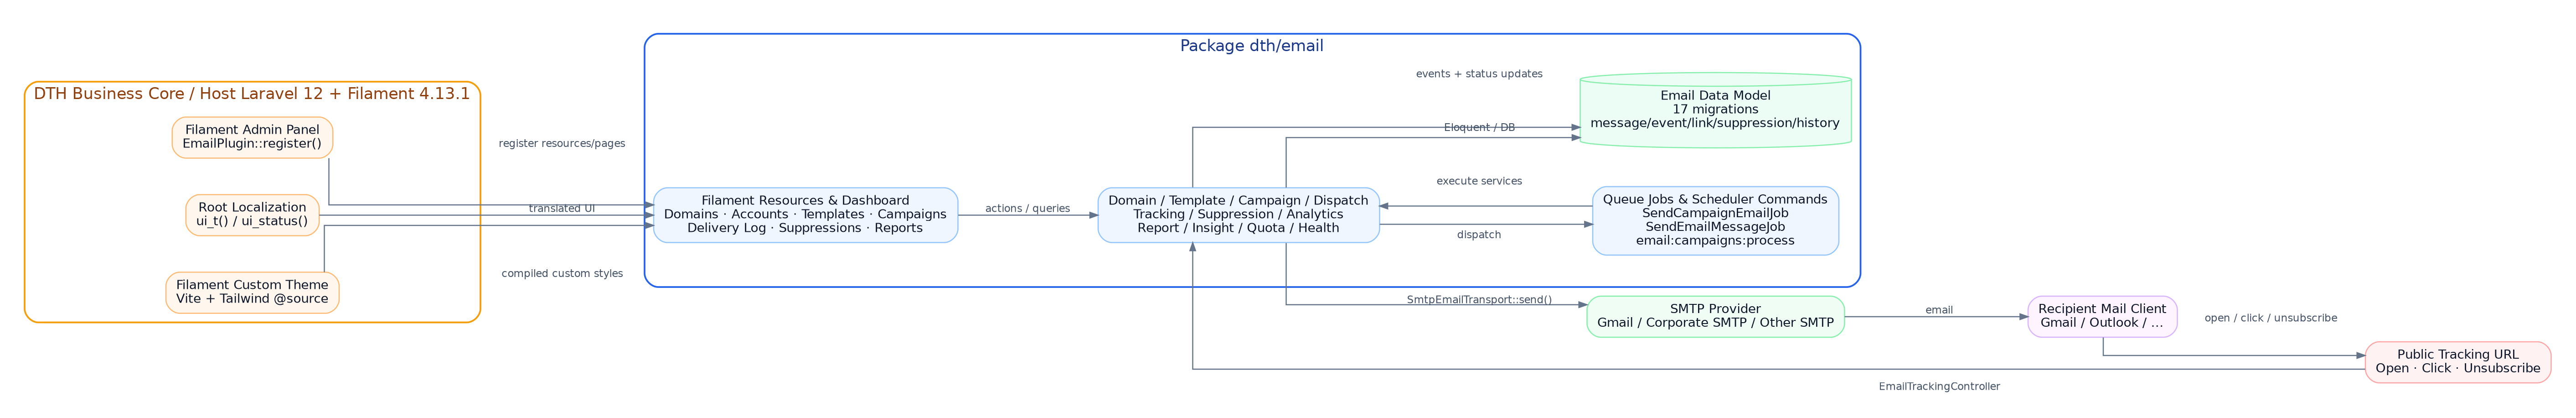 DTH Business Core / Host Laravel 12 + Filament 4.13.1
Filament Admin Panel
EmailPlugin::register()
Root Localization
ui_t() / ui_status()
Filament Custom Theme
Vite + Tailwind @source
register resources/pages
translated UI
compiled custom styles
Package dth/email
Filament Resources & Dashboard
Domains · Accounts · Templates · Campaigns
Delivery Log · Suppressions · Reports
actions / queries
Domain / Template / Campaign / Dispatch
Tracking / Suppression / Analytics
Report / Insight / Quota / Health
events + status updates
Eloquent / DB
execute services
dispatch
SmtpEmailTransport::send()
Email Data Model
17 migrations
message/event/link/suppression/history
Queue Jobs & Scheduler Commands
SendCampaignEmailJob
SendEmailMessageJob
email:campaigns:process
SMTP Provider
Gmail / Corporate SMTP / Other SMTP
email
Recipient Mail Client
Gmail / Outlook / ...
open / click / unsubscribe
Public Tracking URL
Open · Click · Unsubscribe
EmailTrackingController